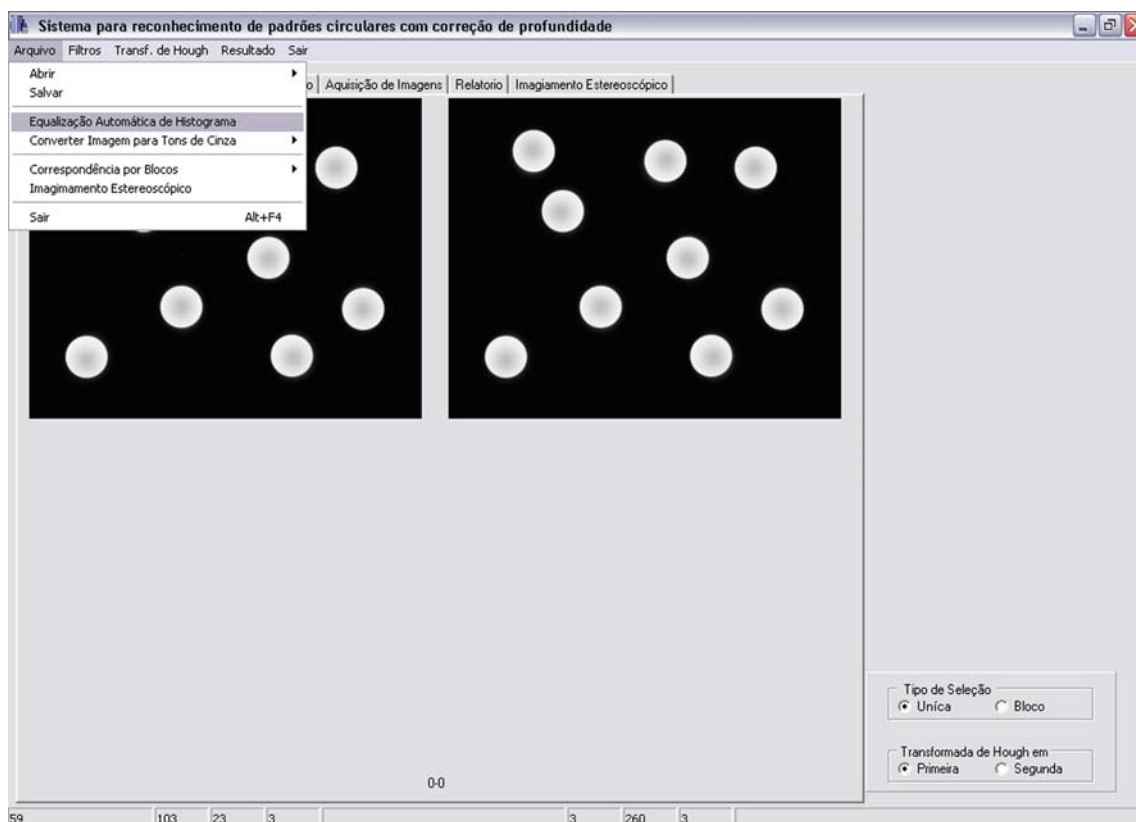 Sistema para reconhecimento de padrões circulares com correção de profundidade
Arquivo Filtros Transf. de Hough Resultado Sair
Abrir
Salvar
Equalização Automática de Histograma
Converter Imagem para Tons de Cinza
Correspondência por Blocos
Imagimamento Estereoscópico
Sair Alt+F4
o Aquisição de Imagens Relatorio Imagiamento Estereoscópico
Tipo de Seleção
Uníca Bloco
Transformada de Hough em
Primeira Segunda
0-0
59 103 23 3 3 260 3